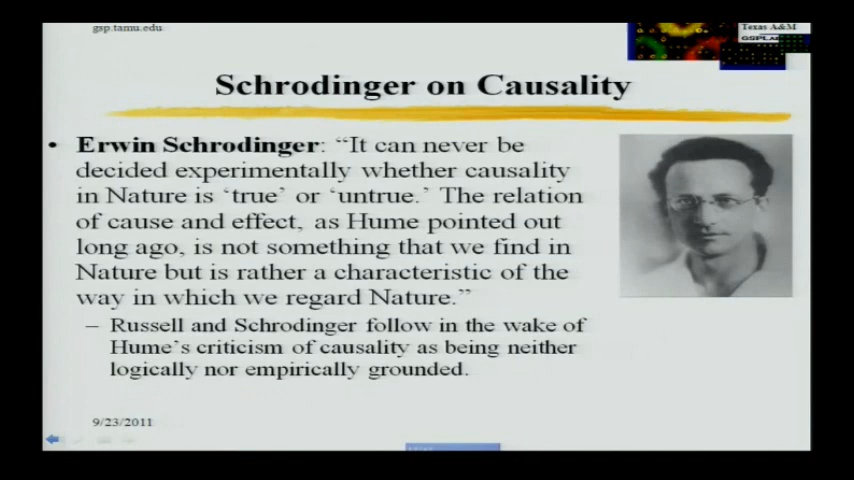 gsp.tamu.edu
Texas A&M
Schrodinger on Causality
• Erwin Schrodinger: “It can never be
decided experimentally whether causality
in Nature is ‘true’ or ‘untrue.’ The relation
of cause and effect, as Hume pointed out
long ago, is not something that we find in
Nature but is rather a characteristic of the
way in which we regard Nature.”
– Russell and Schrodinger follow in the wake of
Hume’s criticism of causality as being neither
logically nor empirically grounded.
9/23/2011